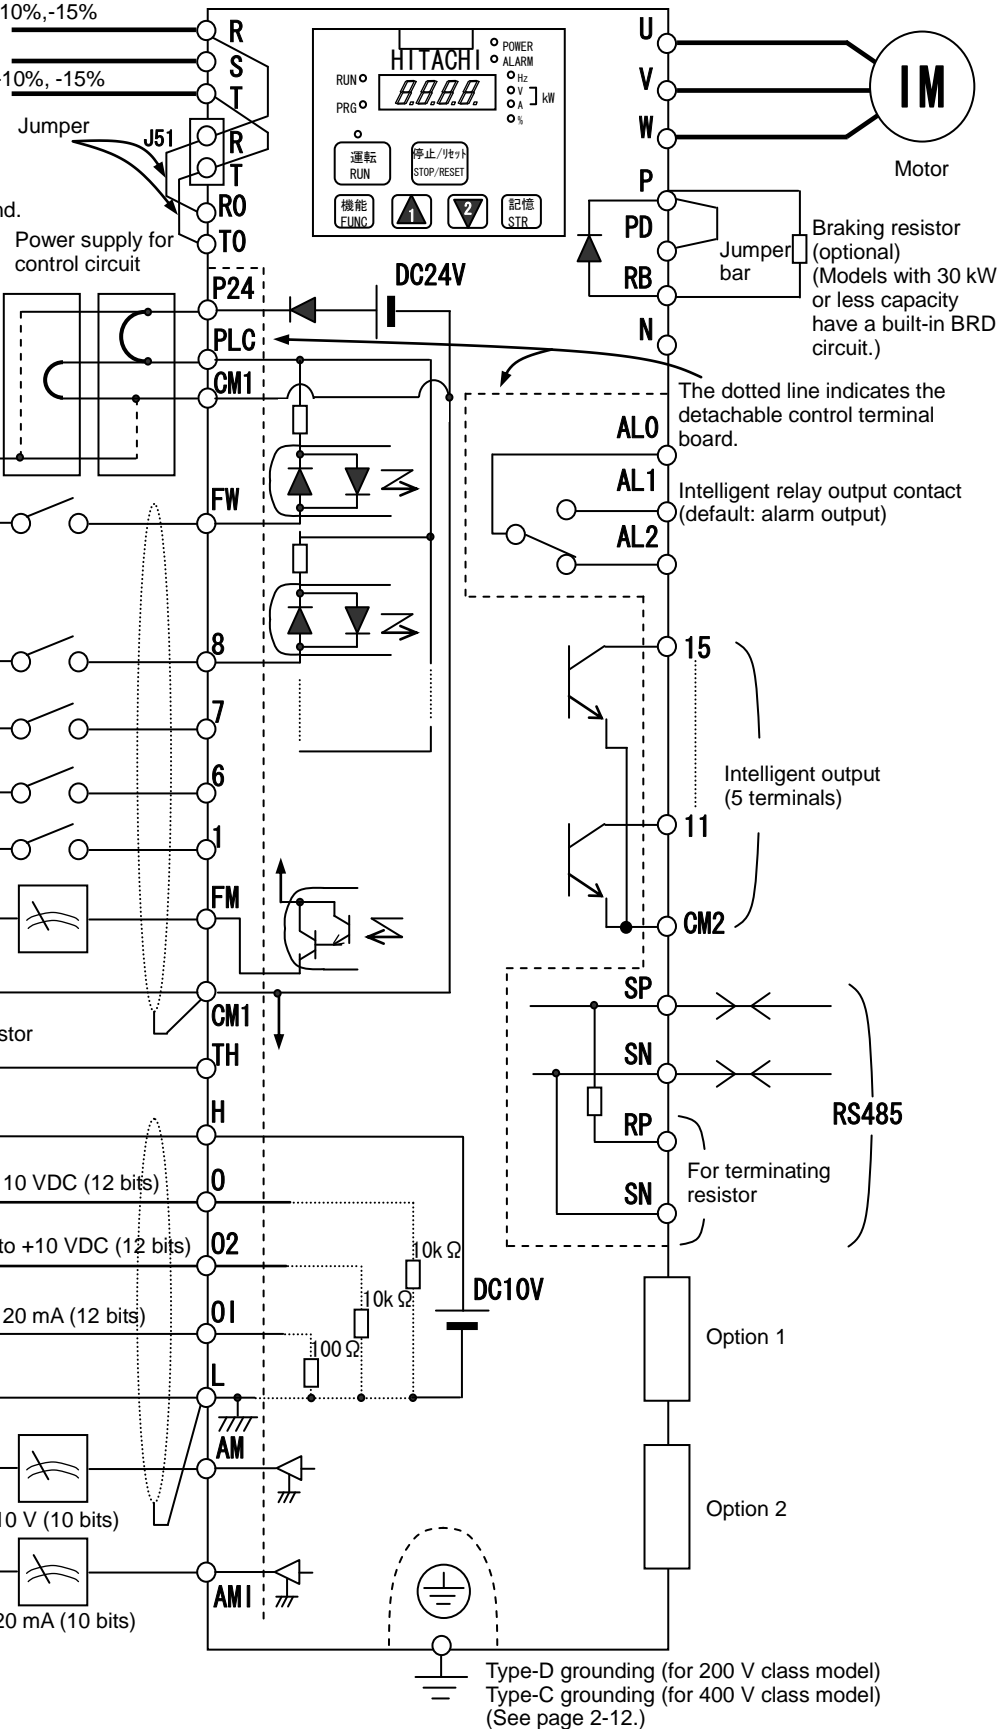 10%,-15%
R
S
10%, -15%
T
Jumper
J51
R
T
R0
nd.
Power supply for
control circuit
T0
HITACHI
POWER
ALARM
RUN
PRG
8.8.8.8.
Hz
V
A
kW
%
運転
RUN
停止/リセット
STOP/RESET
機能
FUNC
1
2
記憶
STR
U
V
W
IM
Motor
P
PD
RB
N
Jumper
bar
Braking resistor
(optional)
(Models with 30 kW
or less capacity
have a built-in BRD
circuit.)
P24
DC24V
PLC
CM1
The dotted line indicates the
detachable control terminal
board.
AL0
AL1
AL2
Intelligent relay output contact
(default: alarm output)
FW
8
7
6
1
15
Intelligent output
(5 terminals)
11
CM2
FM
CM1
stor
TH
SP
SN
RP
SN
RS485
For terminating
resistor
H
10 VDC (12 bits)
O
to +10 VDC (12 bits)
O2
20 mA (12 bits)
OI
L
10kΩ
10kΩ
100Ω
DC10V
Option 1
Option 2
AM
10 V (10 bits)
AMI
20 mA (10 bits)
Type-D grounding (for 200 V class model)
Type-C grounding (for 400 V class model)
(See page 2-12.)